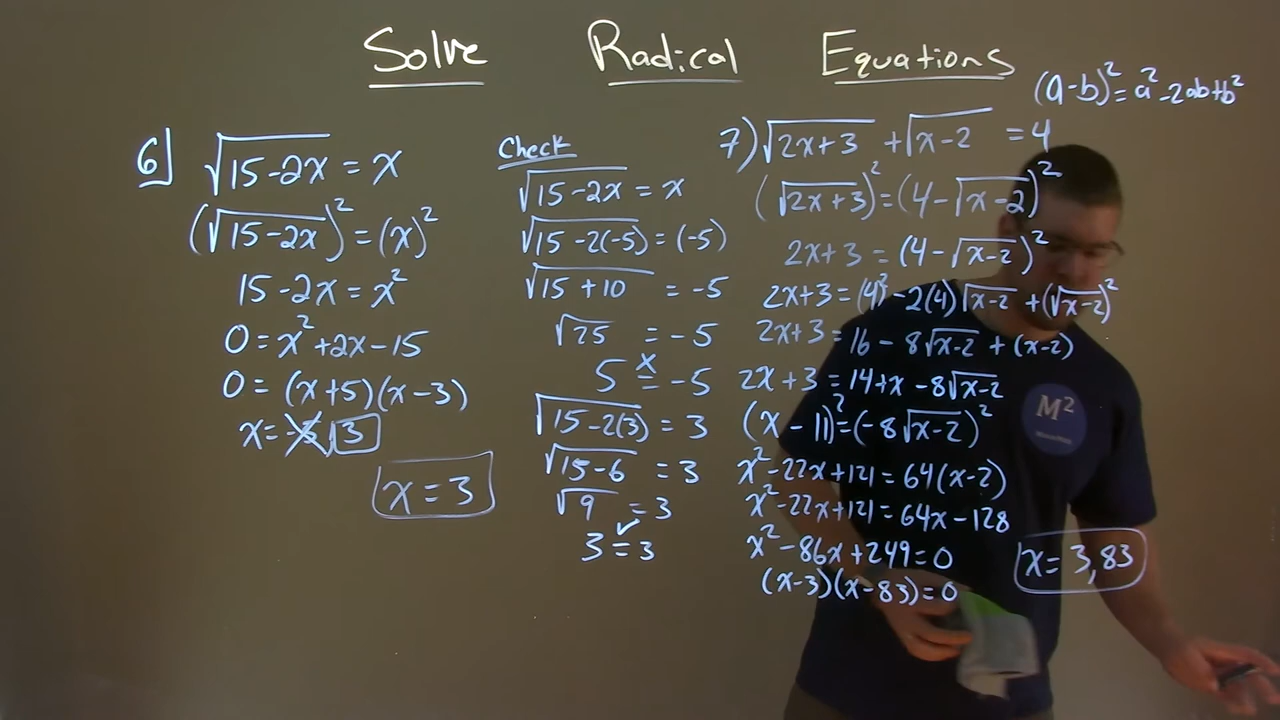 Solve Radical Equations
(a-b)² = a² - 2ab + b²
6] √(15-2x) = x
(√(15-2x))² = (x)²
15-2x = x²
0 = x² + 2x - 15
0 = (x+5)(x-3)
x = -5, 3
x = 3
Check
√(15-2x) = x
√(15-2(-5)) = (-5)
√(15+10) = -5
√25 = -5
5 = -5
√(15-2(3)) = 3
√(15-6) = 3
√9 = 3
3 = 3
7) √(2x+3) + √(x-2) = 4
(√(2x+3))² = (4-√(x-2))²
2x+3 = (4-√(x-2))²
2x+3 = (4)² - 2(4)√(x-2) + (√(x-2))²
2x+3 = 16 - 8√(x-2) + (x-2)
2x+3 = 14+x - 8√(x-2)
(x-11)² = (-8√(x-2))²
x² - 22x + 121 = 64(x-2)
x² - 22x + 121 = 64x - 128
x² - 86x + 249 = 0
(x-3)(x-83) = 0
x = 3, 83
M²